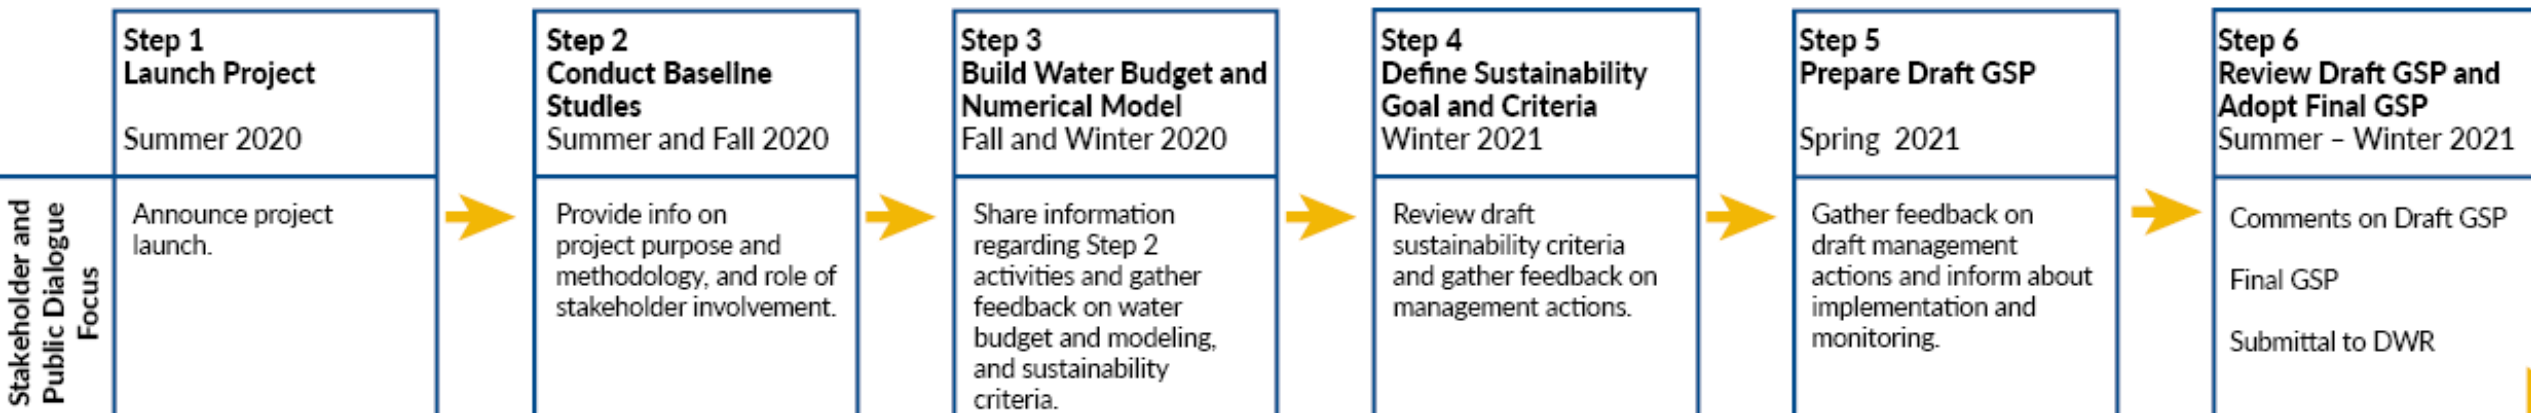 Step 1
Launch Project
Summer 2020
Step 2
Conduct Baseline
Studies
Summer and Fall 2020
Step 3
Build Water Budget and
Numerical Model
Fall and Winter 2020
Step 4
Define Sustainability
Goal and Criteria
Winter 2021
Step 5
Prepare Draft GSP
Spring 2021
Step 6
Review Draft GSP and
Adopt Final GSP
Summer – Winter 2021
Stakeholder and
Public Dialogue
Focus
Announce project
launch.
Provide info on
project purpose and
methodology, and role of
stakeholder involvement.
Share information
regarding Step 2
activities and gather
feedback on water
budget and modeling,
and sustainability
criteria.
Review draft
sustainability criteria
and gather feedback on
management actions.
Gather feedback on
draft management
actions and inform about
implementation and
monitoring.
Comments on Draft GSP
Final GSP
Submittal to DWR